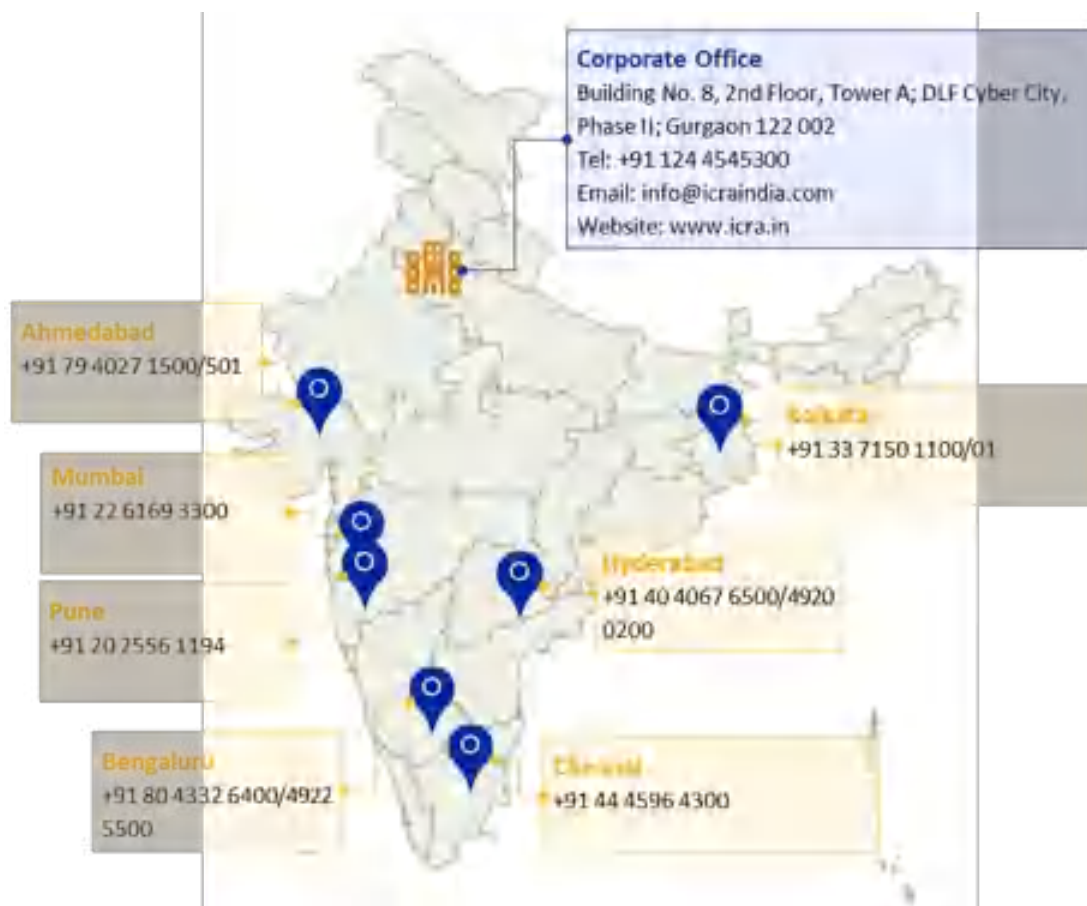 Corporate Office
Building No. 8, 2nd Floor, Tower A; DLF Cyber City,
Phase II; Gurgaon 122 002
Tel: +91 124 4545300
Email: info@icraindia.com
Website: www.icra.in
Ahmedabad
+91 79 4027 1500/501
Kolkata
+91 33 7150 1100/01
Mumbai
+91 22 6169 3300
Hyderabad
+91 40 4067 6500/4920
0200
Pune
+91 20 2556 1194
Bengaluru
+91 80 4332 6400/4922
5500
Chennai
+91 44 4596 4300